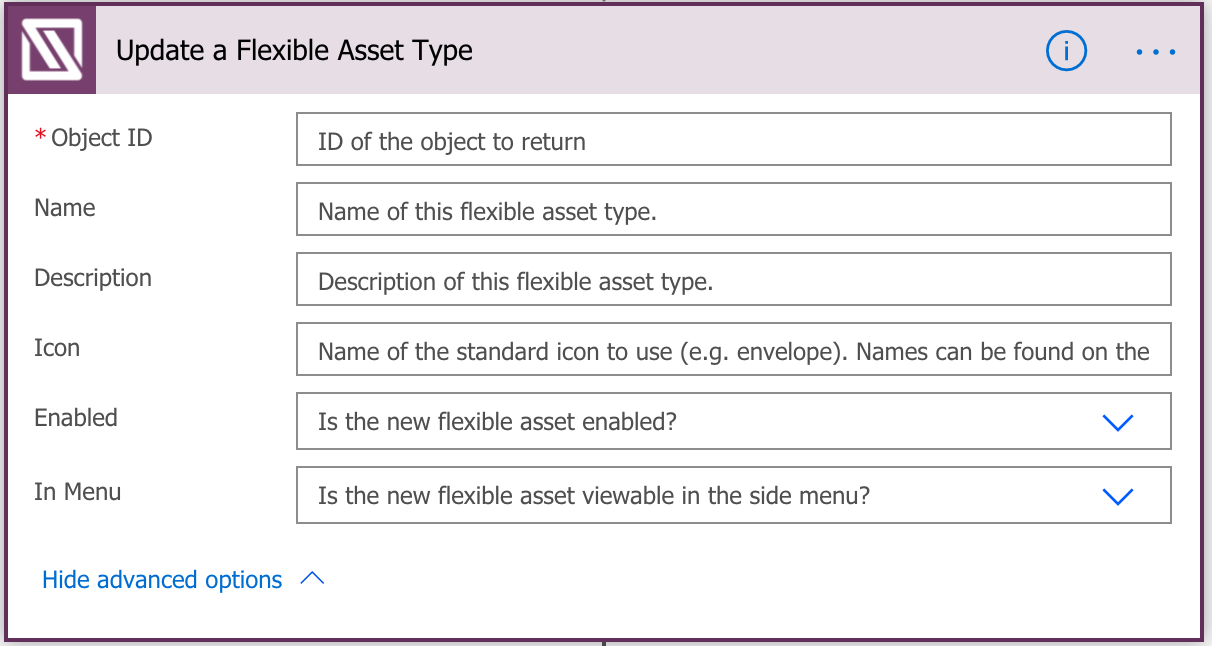 Update a Flexible Asset Type
* Object ID
ID of the object to return
Name
Name of this flexible asset type.
Description
Description of this flexible asset type.
Icon
Name of the standard icon to use (e.g. envelope). Names can be found on the
Enabled
Is the new flexible asset enabled?
In Menu
Is the new flexible asset viewable in the side menu?
Hide advanced options